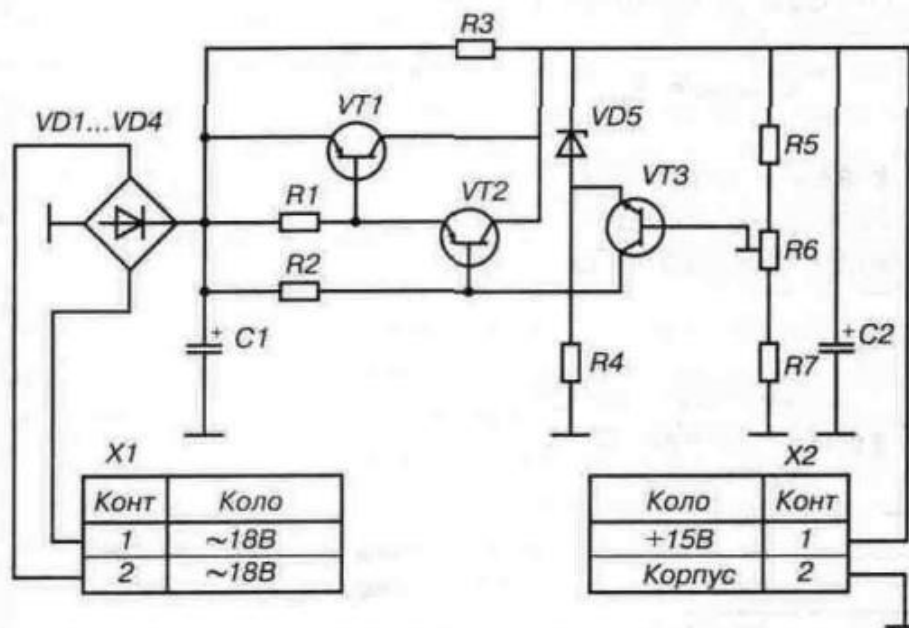 R3
VT1
VD1...VD4
VD5
R5
VT3
R1
VT2
R6
R2
+
C1
R4
R7
+
C2
X1
Конт Коло
1 ~18В
2 ~18В
X2
Коло Конт
+15В 1
Корпус 2